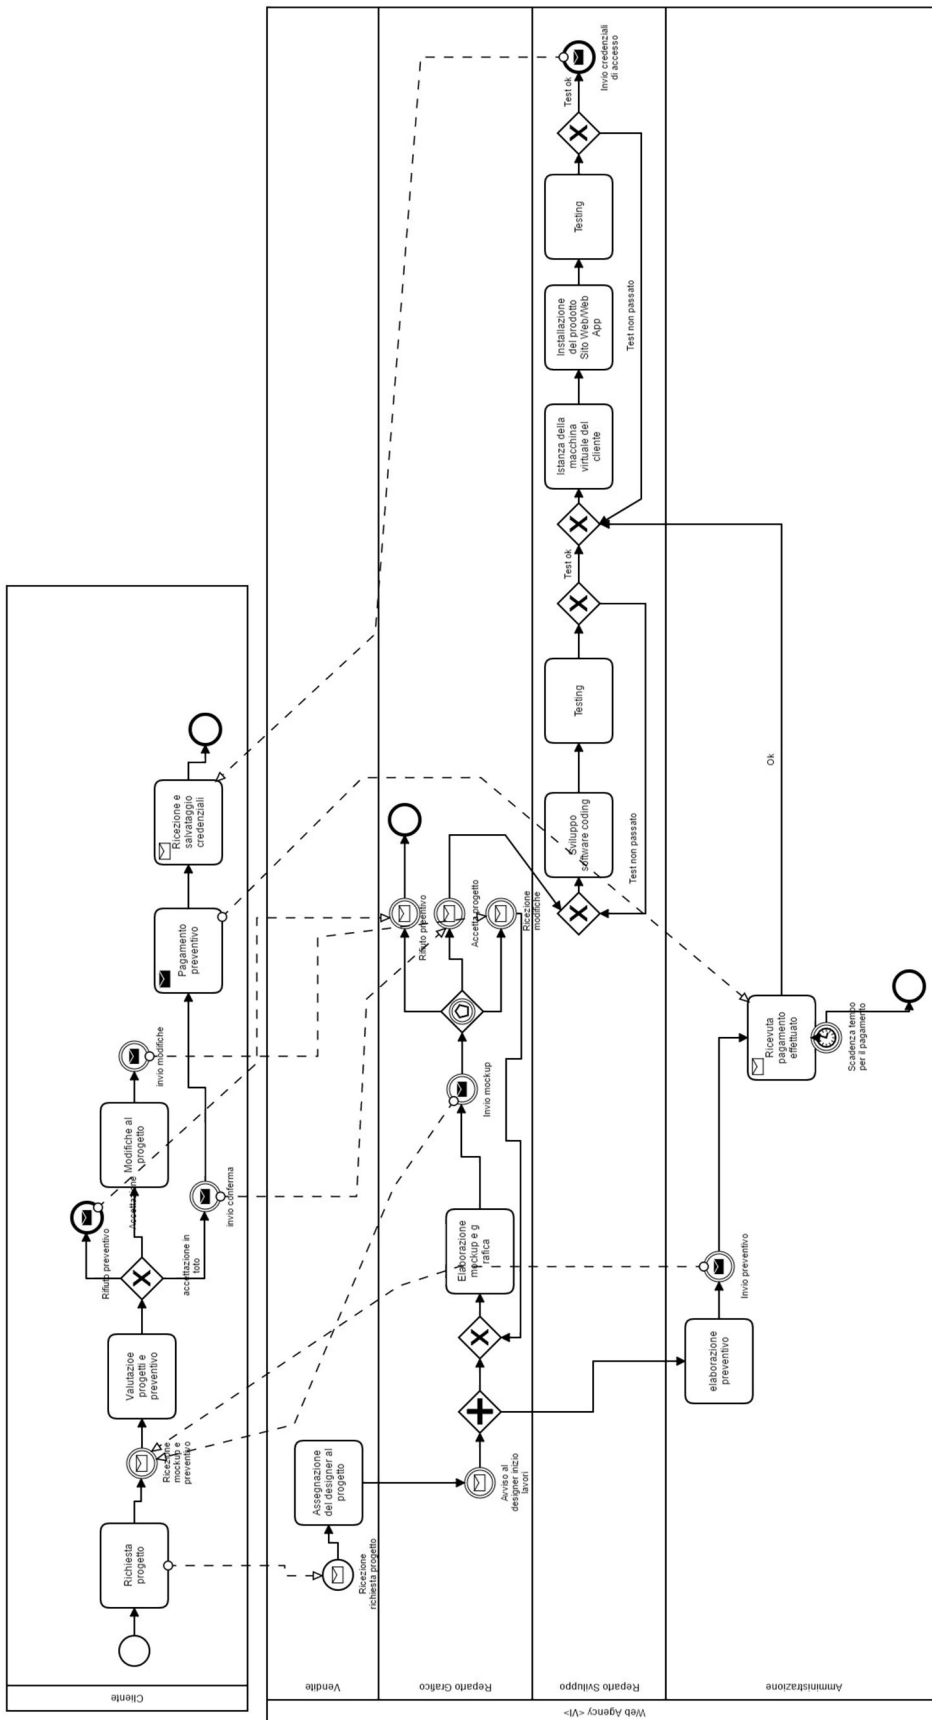 Cliente
Richiesta
progetto
Ricezione
mockup e
preventivo
Valutazioe
progetti e
preventivo
Rifiuto preventivo
Accettazione
accettazione in
toto
Modifiche al
progetto
invio modifiche
invio conferma
Pagamento
preventivo
Ricezione e
salvataggio
credenziali
Web Agency <VI>
Vendite
Ricezione
richiesta progetto
Assegnazione
del designer al
progetto
Reparto Grafico
Avviso al
designer inizio
lavori
Elaborazione
mockup e g
rafica
Invio mockup
Rifiuto preentivo
Accetta progetto
Ricezione
modifiche
Reparto Sviluppo
Sviluppo
software coding
Testing
Test ok
Test non passato
Istanza della
macchina
virtuale del
cliente
Installazione
del prodotto
Sito Web/Web
App
Testing
Test ok
Test non passato
Invio credenziali
di accesso
Amministrazione
elaborazione
preventivo
Invio preventivo
Ricevuta
pagamento
effettuato
Scadenza tempo
per il pagamento
Ok